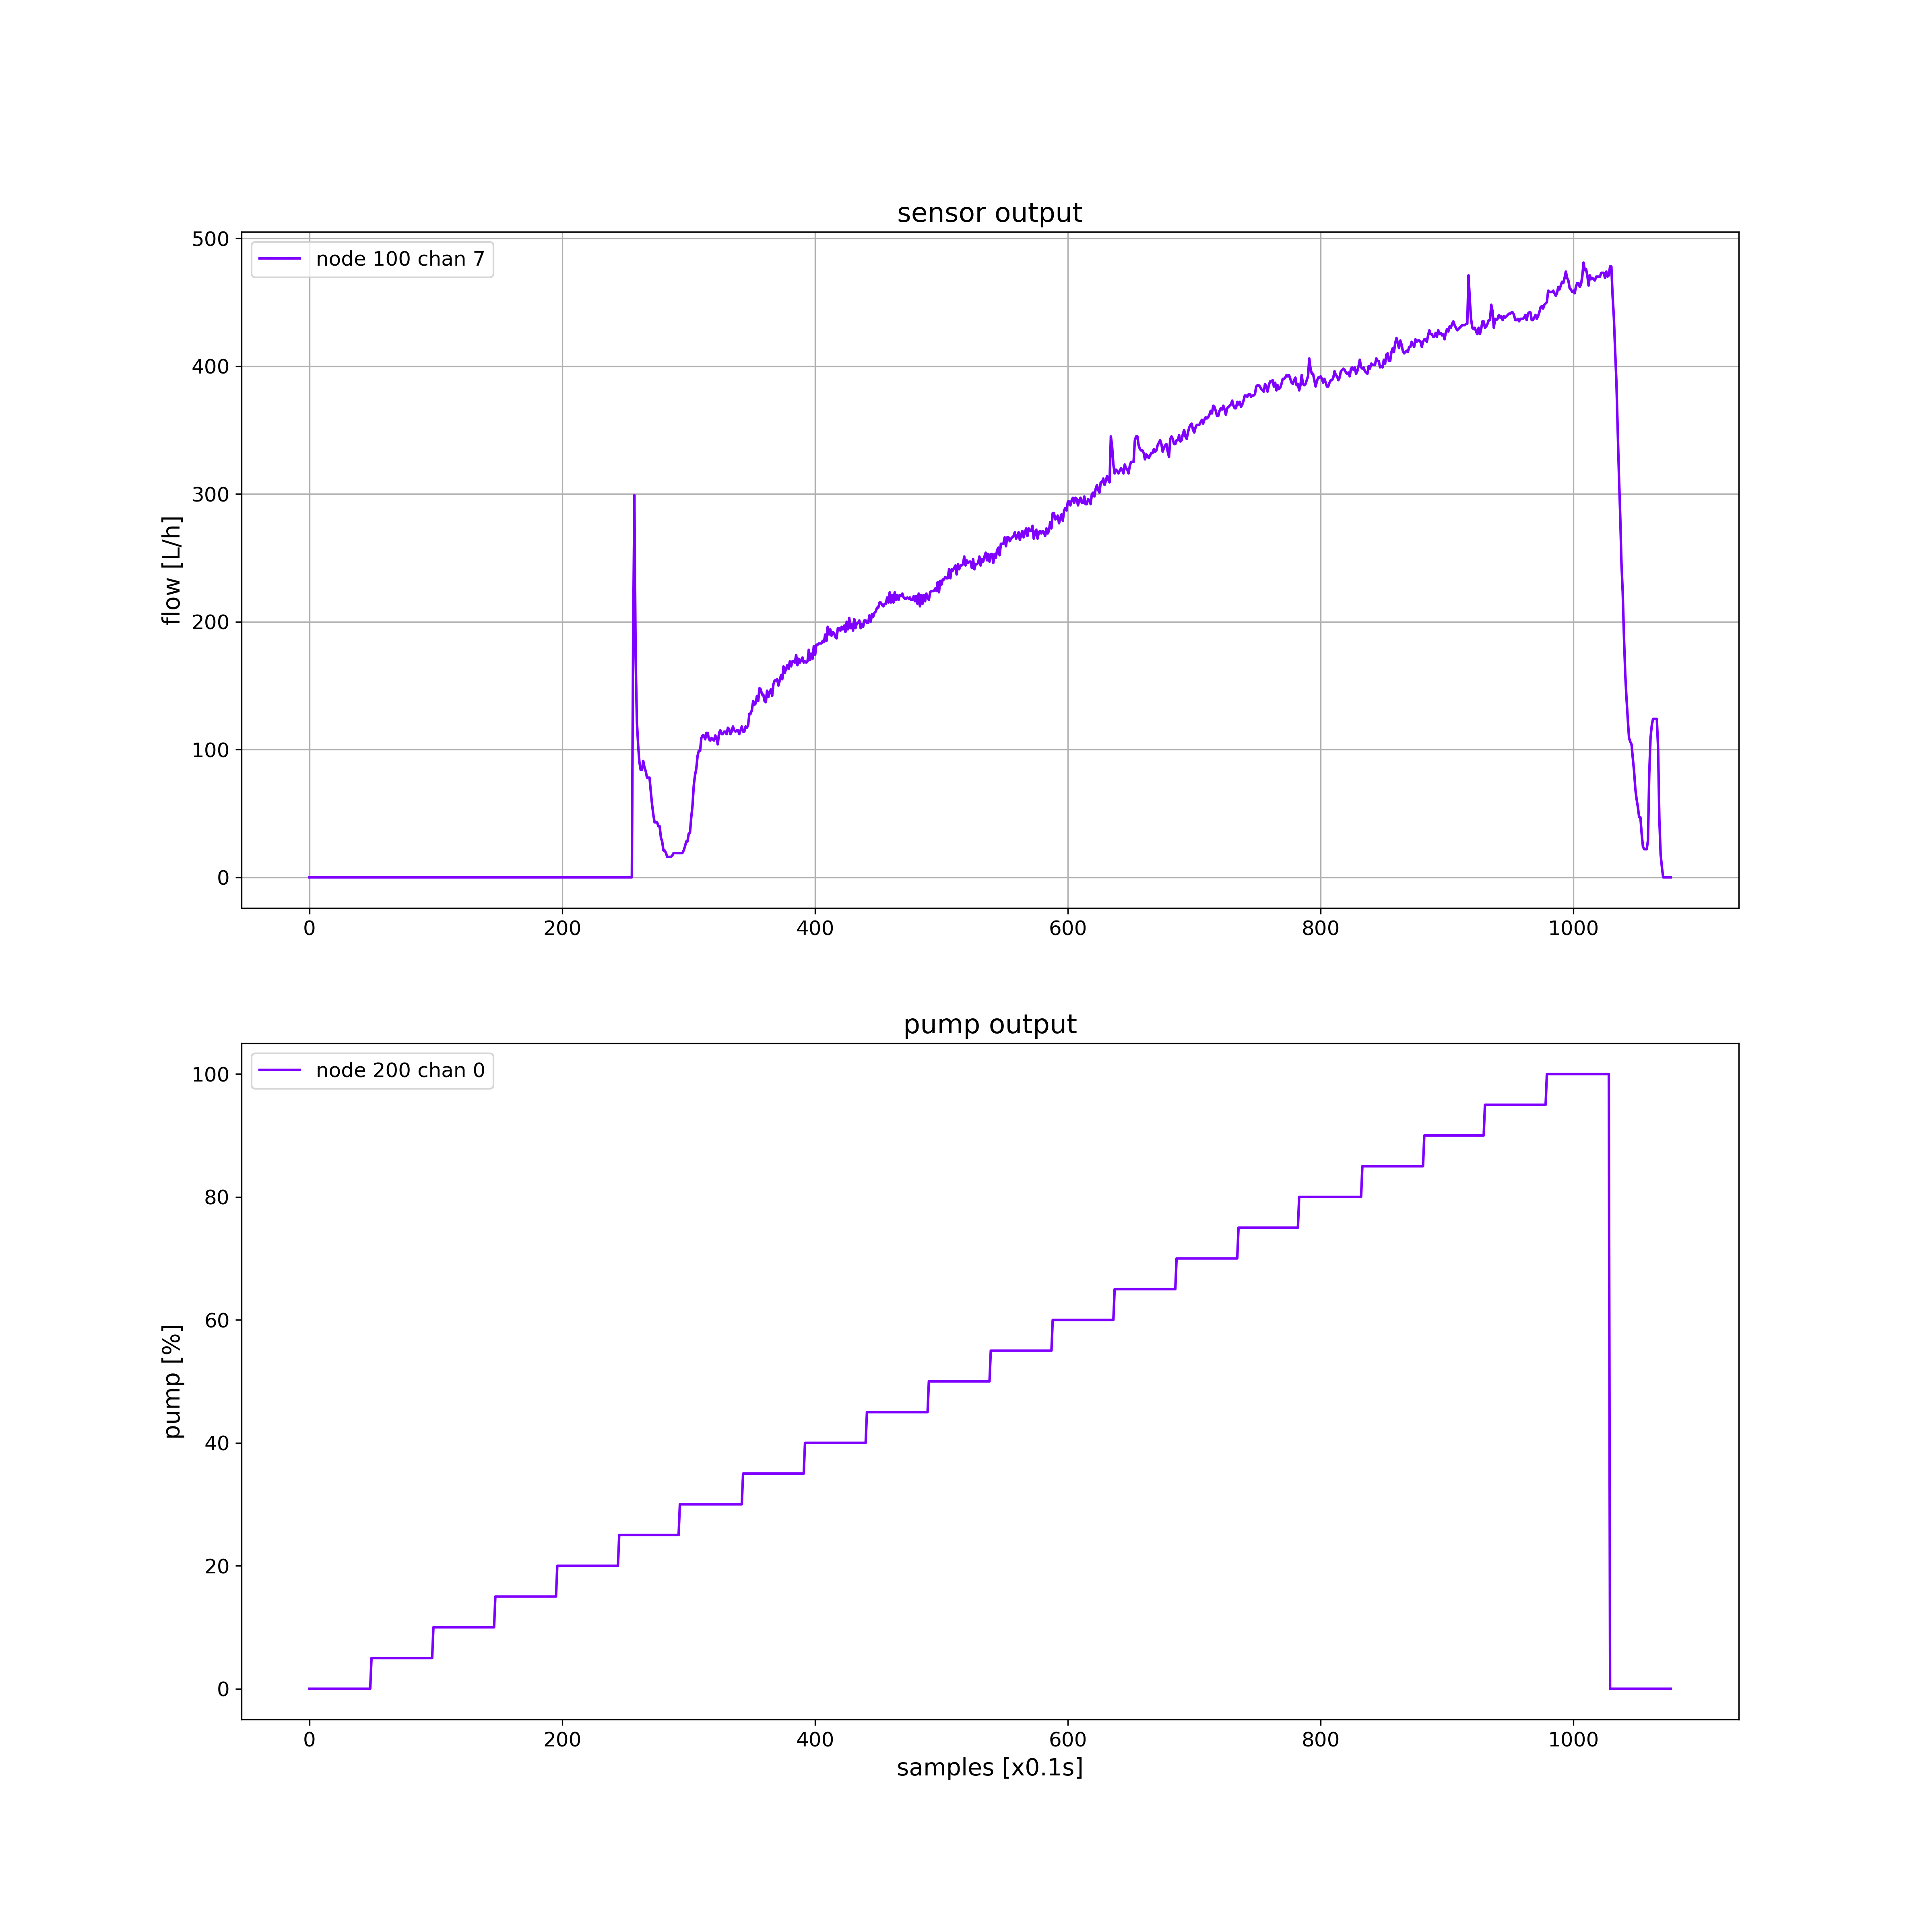 sensor output
node 100 chan 7
flow [L/h]
500
400
300
200
100
0
0 200 400 600 800 1000
pump output
node 200 chan 0
pump [%]
100
80
60
40
20
0
0 200 400 600 800 1000
samples [x0.1s]